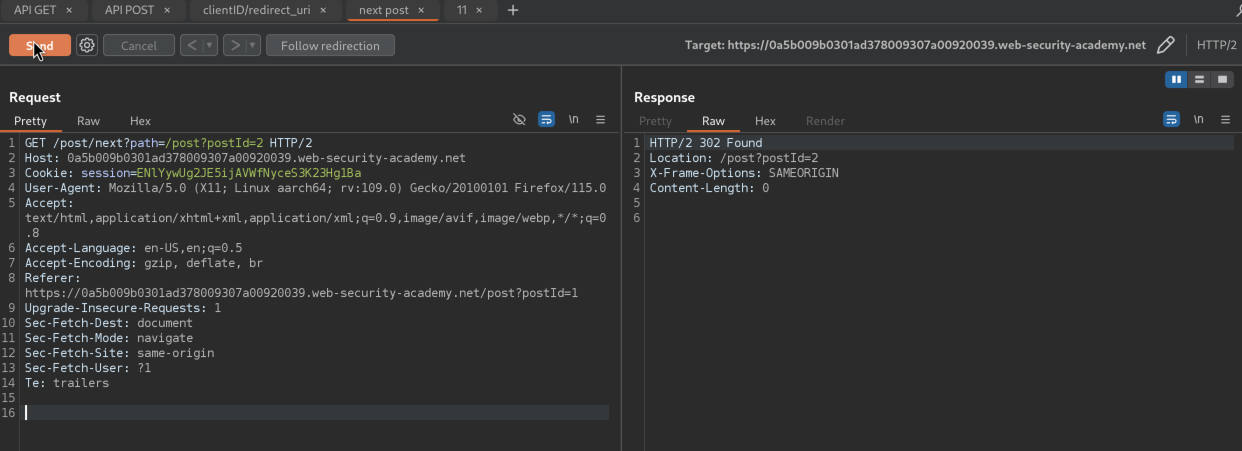 API GET × API POST × clientID/redirect_uri × next post × 11 × +
Send Cancel < > Follow redirection Target: https://0a5b009b0301ad378009307a00920039.web-security-academy.net HTTP/2
Request
Pretty Raw Hex \n
1 GET /post/next?path=/post?postId=2 HTTP/2
2 Host: 0a5b009b0301ad378009307a00920039.web-security-academy.net
3 Cookie: session=ENlYywUg2JE5ijAVWfNyceS3K23Hg1Ba
4 User-Agent: Mozilla/5.0 (X11; Linux aarch64; rv:109.0) Gecko/20100101 Firefox/115.0
5 Accept:
text/html,application/xhtml+xml,application/xml;q=0.9,image/avif,image/webp,*/*;q=0
.8
6 Accept-Language: en-US,en;q=0.5
7 Accept-Encoding: gzip, deflate, br
8 Referer:
https://0a5b009b0301ad378009307a00920039.web-security-academy.net/post?postId=1
9 Upgrade-Insecure-Requests: 1
10 Sec-Fetch-Dest: document
11 Sec-Fetch-Mode: navigate
12 Sec-Fetch-Site: same-origin
13 Sec-Fetch-User: ?1
14 Te: trailers
15
16
Response
Pretty Raw Hex Render \n
1 HTTP/2 302 Found
2 Location: /post?postId=2
3 X-Frame-Options: SAMEORIGIN
4 Content-Length: 0
5
6